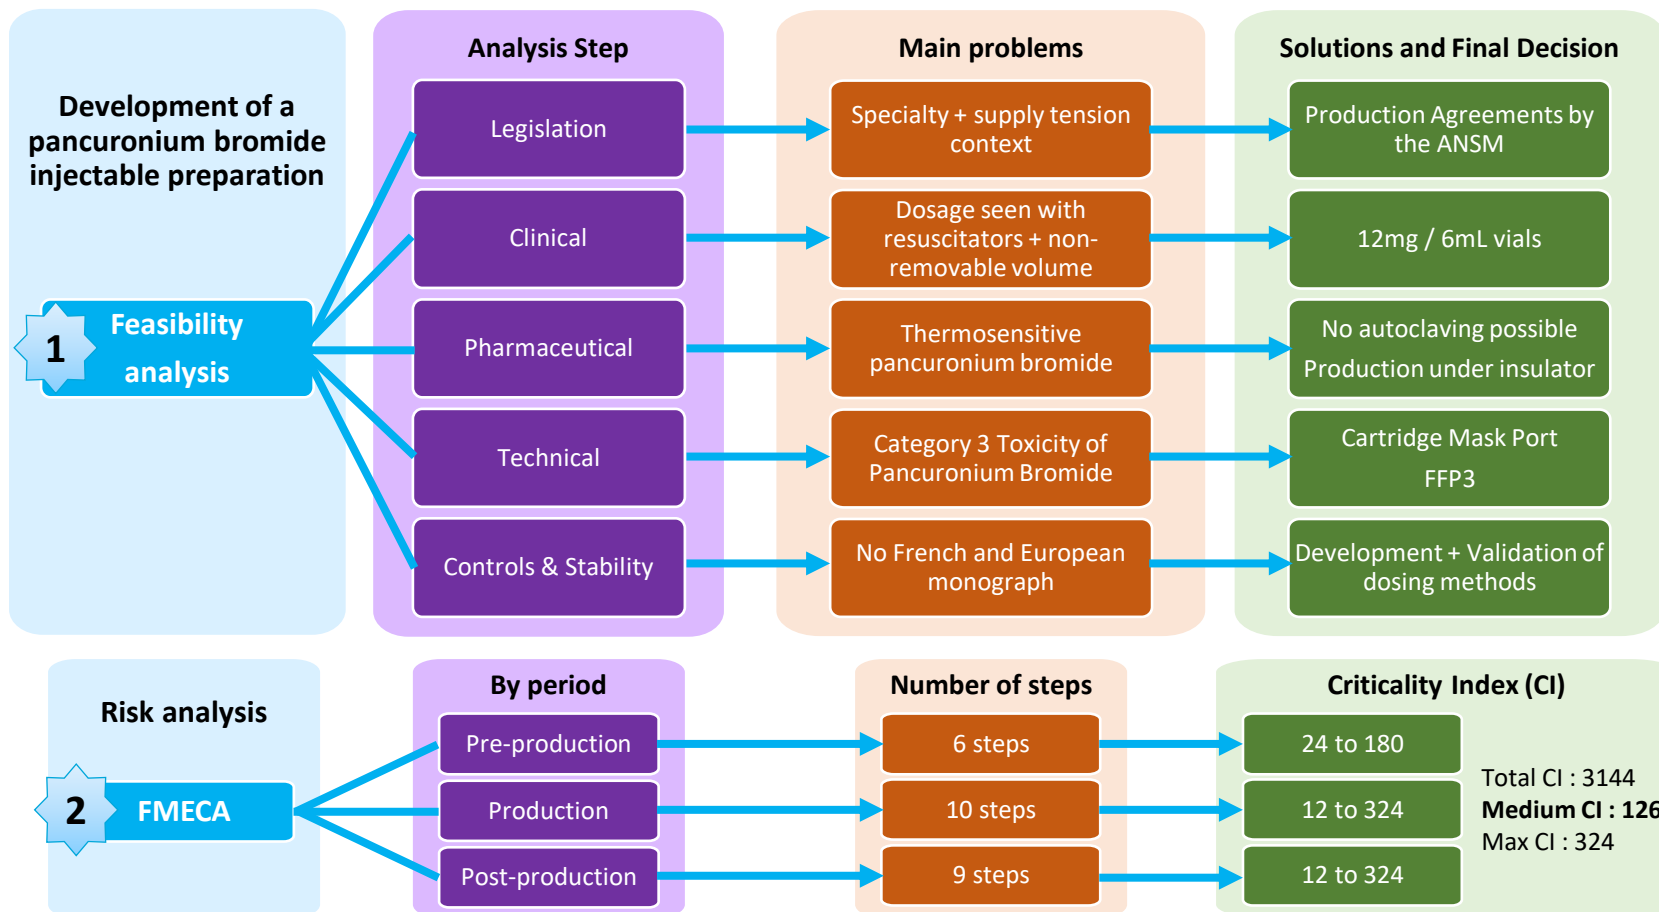 Development of a
pancuronium bromide
injectable preparation
1
Feasibility
analysis
Analysis Step
Legislation
Clinical
Pharmaceutical
Technical
Controls & Stability
Main problems
Specialty + supply tension
context
Dosage seen with
resuscitators + non-
removable volume
Thermosensitive
pancuronium bromide
Category 3 Toxicity of
Pancuronium Bromide
No French and European
monograph
Solutions and Final Decision
Production Agreements by
the ANSM
12mg / 6mL vials
No autoclaving possible
Production under insulator
Cartridge Mask Port
FFP3
Development + Validation of
dosing methods
Risk analysis
2
FMECA
By period
Pre-production
Production
Post-production
Number of steps
6 steps
10 steps
9 steps
Criticality Index (CI)
24 to 180
12 to 324
12 to 324
Total CI : 3144
Medium CI : 126
Max CI : 324